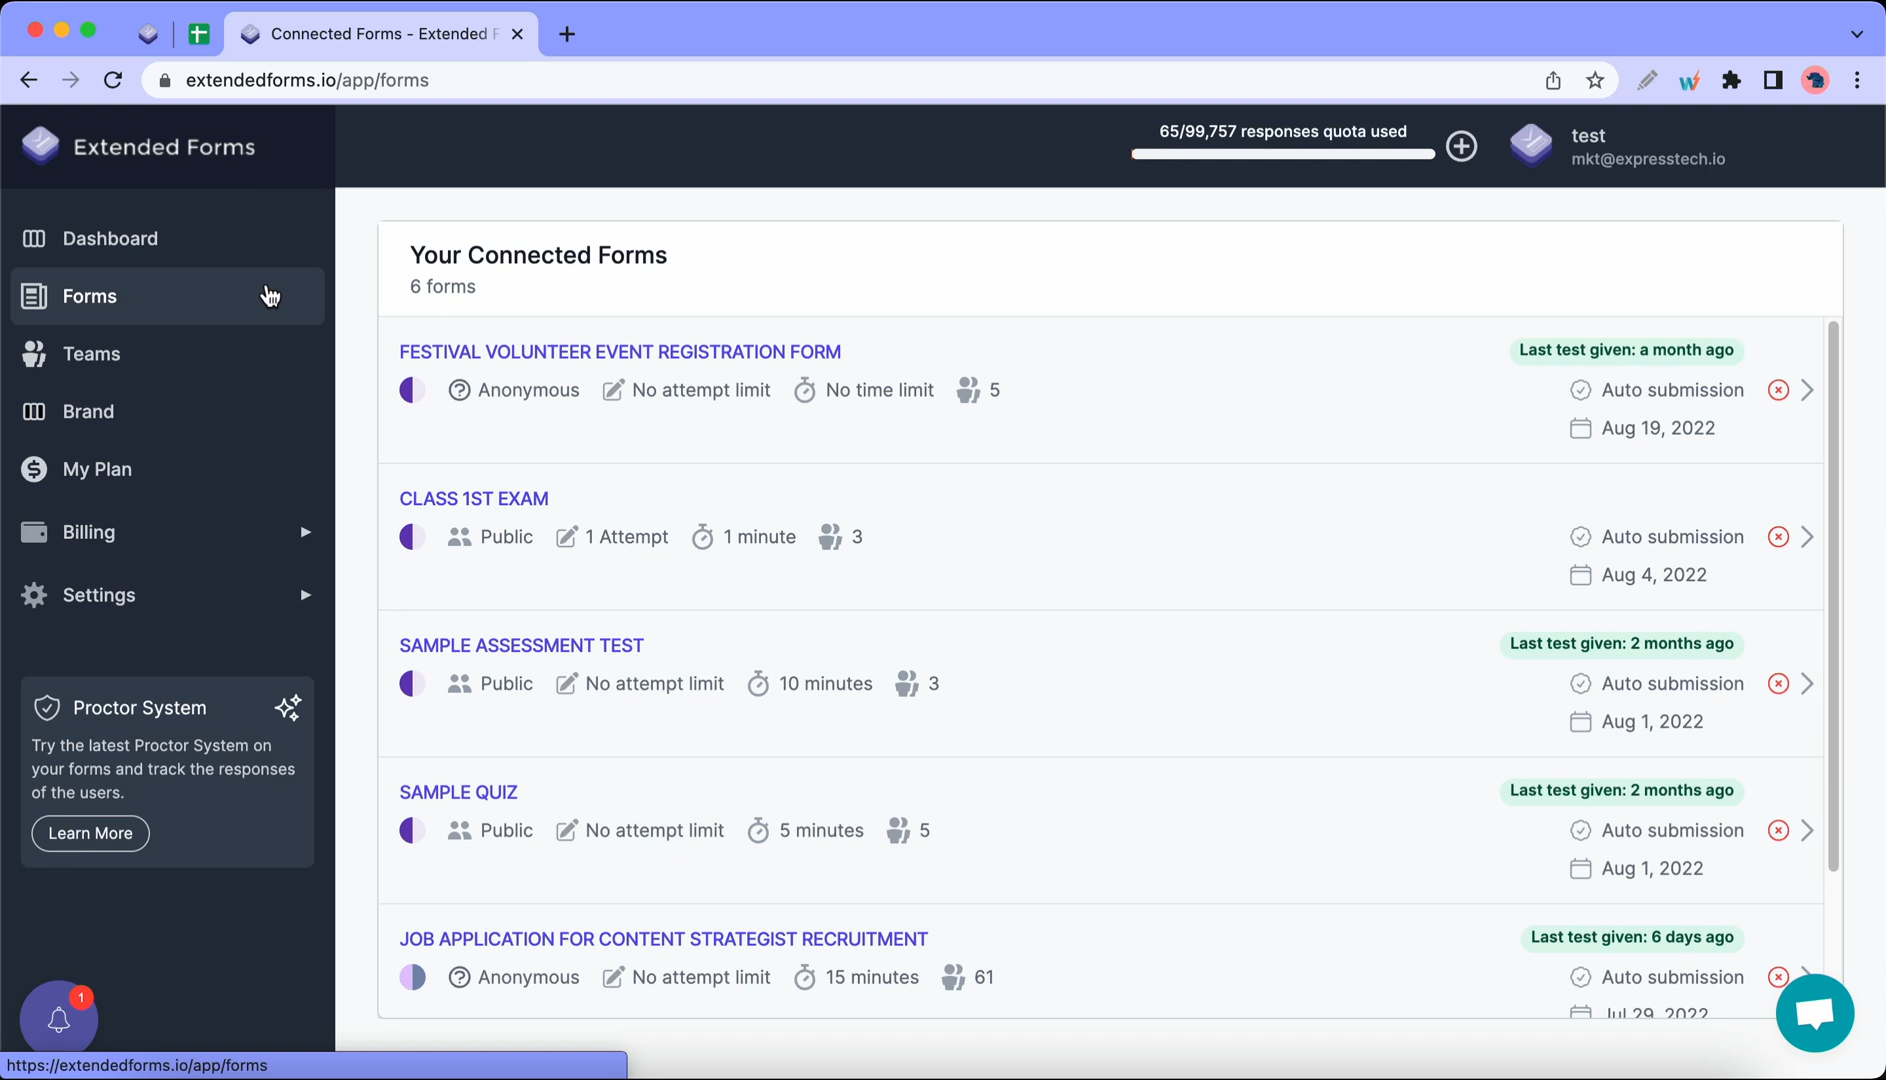 Connected Forms - Extended F
extendedforms.io/app/forms
Extended Forms
65/99,757 responses quota used
test
mkt@expresstech.io
Dashboard
Forms
Teams
Brand
My Plan
Billing
Settings
Proctor System
Try the latest Proctor System on
your forms and track the responses
of the users.
Learn More
1
Your Connected Forms
6 forms
FESTIVAL VOLUNTEER EVENT REGISTRATION FORM
Last test given: a month ago
Anonymous No attempt limit No time limit 5
Auto submission
Aug 19, 2022
CLASS 1ST EXAM
Public 1 Attempt 1 minute 3
Auto submission
Aug 4, 2022
SAMPLE ASSESSMENT TEST
Last test given: 2 months ago
Public No attempt limit 10 minutes 3
Auto submission
Aug 1, 2022
SAMPLE QUIZ
Last test given: 2 months ago
Public No attempt limit 5 minutes 5
Auto submission
Aug 1, 2022
JOB APPLICATION FOR CONTENT STRATEGIST RECRUITMENT
Last test given: 6 days ago
Anonymous No attempt limit 15 minutes 61
Auto submission
Jul 29, 2022
https://extendedforms.io/app/forms